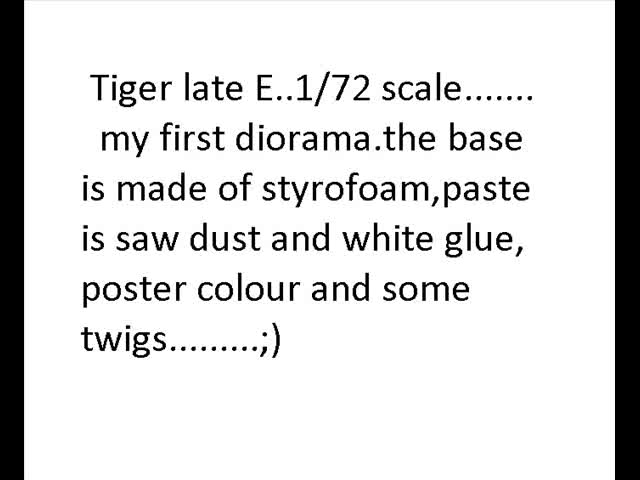 Tiger late E..1/72 scale.......
my first diorama.the base
is made of styrofoam,paste
is saw dust and white glue,
poster colour and some
twigs.........;)